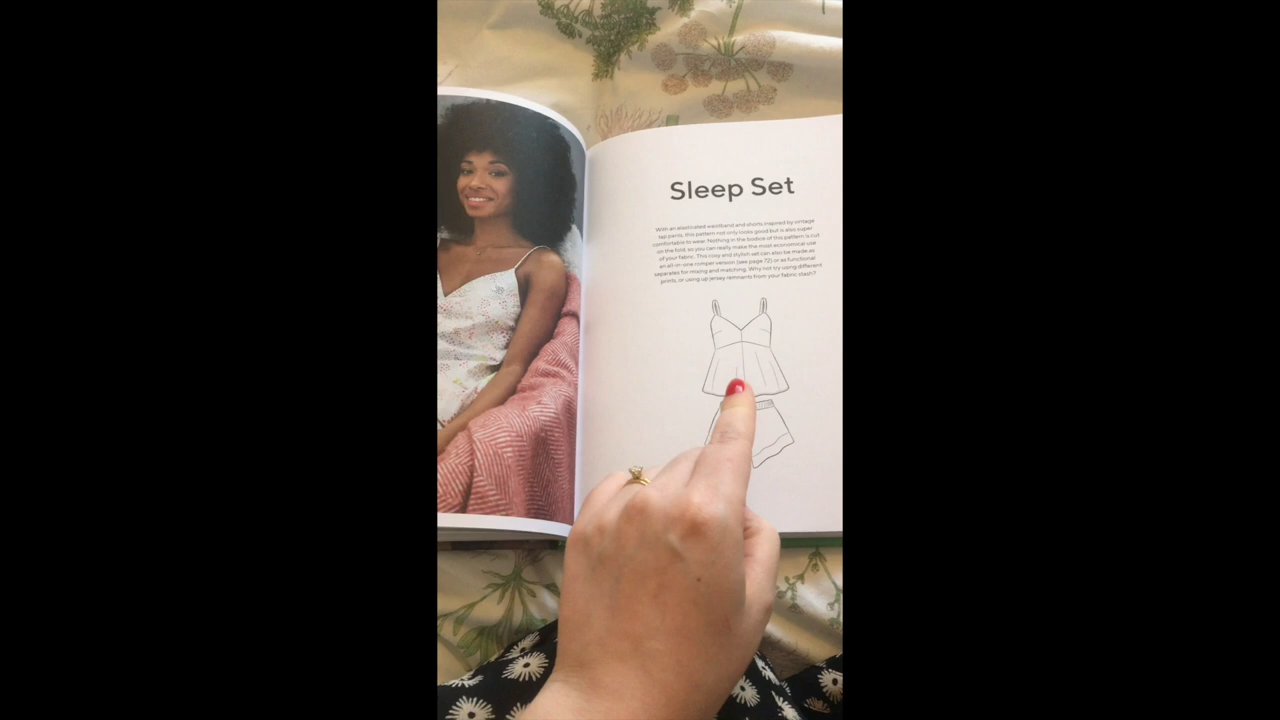 Sleep Set
With an elasticated waistband and shorts inspired by vintage
tap pants, this pattern not only looks good but is also super
comfortable to wear. Nothing in the bodice of this pattern is cut
on the fold, so you can really make the most economical use
of your fabric. This cosy and stylish set can also be made as
an all-in-one romper version (see page 72) or as functional
separates for mixing and matching. Why not try using different
prints, or using up jersey remnants from your fabric stash?